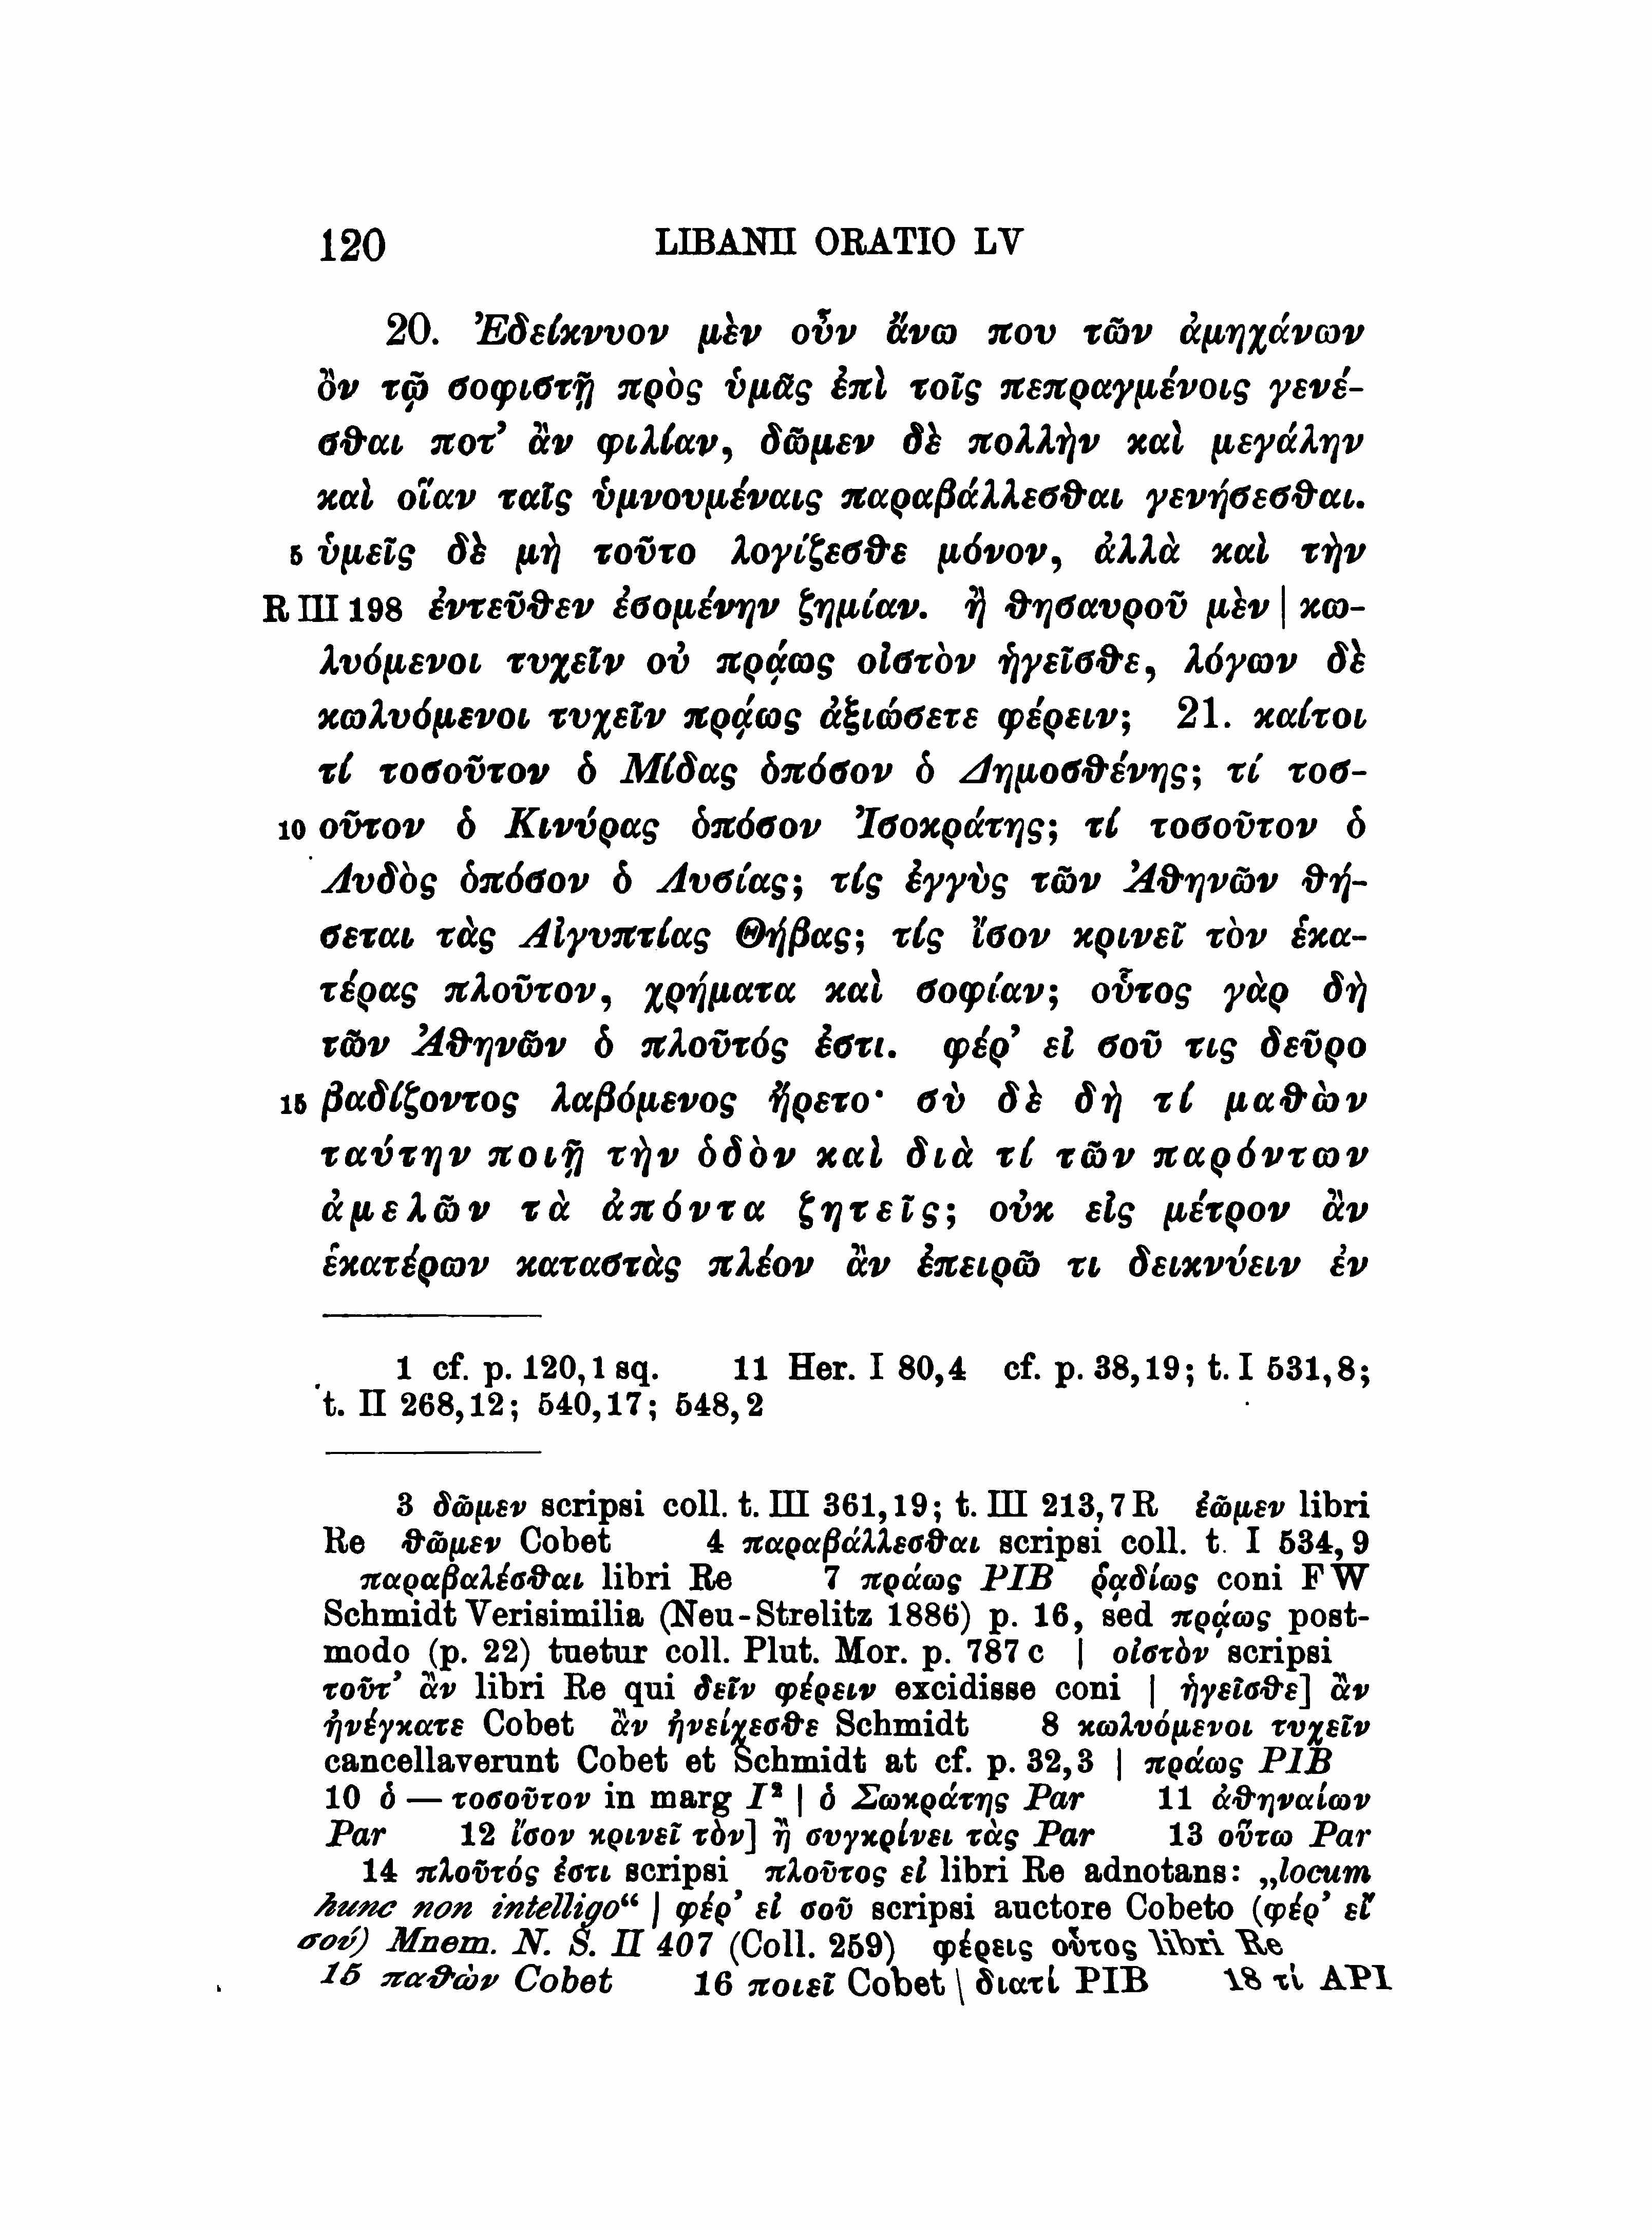 120 LIBANII ORATIO LV
20. Ἐδείκνυον μὲν οὖν ἄνω που τῶν ἀμηχάνων
ὂν τῷ σοφιστῇ πρὸς ὑμᾶς ἐπὶ τοῖς πεπραγμένοις γενέ-
σθαι ποτ’ ἂν φιλίαν, δῶμεν δὲ πολλὴν καὶ μεγάλην
καὶ οἵαν ταῖς ὑμνουμέναις παραβάλλεσθαι γενήσεσθαι.
5 ὑμεῖς δὲ μὴ τοῦτο λογίζεσθε μόνον, ἀλλὰ καὶ τὴν
R III 198 ἐντεῦθεν ἐσομένην ζημίαν. ἢ θησαυροῦ μὲν | κω-
λυόμενοι τυχεῖν οὐ πρᾴως οἰστὸν ἡγεῖσθε, λόγων δὲ
κωλυόμενοι τυχεῖν πρᾴως ἀξιώσετε φέρειν; 21. καίτοι
τί τοσοῦτον ὁ Μίδας ὁπόσον ὁ Δημοσθένης; τί τοσ-
10 οῦτον ὁ Κινύρας ὁπόσον Ἰσοκράτης; τί τοσοῦτον ὁ
Λυδὸς ὁπόσον ὁ Λυσίας; τίς ἐγγὺς τῶν Ἀθηνῶν θή-
σεται τὰς Αἰγυπτίας Θήβας; τίς ἴσον κρινεῖ τὸν ἑκα-
τέρας πλοῦτον, χρήματα καὶ σοφίαν; οὗτος γὰρ δὴ
τῶν Ἀθηνῶν ὁ πλοῦτός ἐστι. φέρ’ εἰ σοῦ τις δεῦρο
15 βαδίζοντος λαβόμενος ἤρετο· σὺ δὲ δὴ τί μαθὼν
ταύτην ποιῇ τὴν ὁδὸν καὶ διὰ τί τῶν παρόντων
ἀμελῶν τὰ ἀπόντα ζητεῖς; οὐκ εἰς μέτρον ἂν
ἑκατέρων καταστὰς πλέον ἂν ἐπειρῶ τι δεικνύειν ἐν
1 cf. p. 120,1 sq. 11 Her. I 80,4 cf. p. 38,19; t. I 531,8;
t. II 268,12; 540,17; 548,2
3 δῶμεν scripsi coll. t. III 361,19; t. III 213,7 R ἐῶμεν libri
Re θῶμεν Cobet 4 παραβάλλεσθαι scripsi coll. t. I 534,9
παραβαλέσθαι libri Re 7 πράως PIB ῥᾳδίως coni F W
Schmidt Verisimilia (Neu-Strelitz 1886) p. 16, sed πρᾴως post-
modo (p. 22) tuetur coll. Plut. Mor. p. 787 c | οἰστὸν scripsi
τοῦτ’ ἂν libri Re qui δεῖν φέρειν excidisse coni | ἡγεῖσθε] ἂν
ἠνέγκατε Cobet ἂν ἠνείχεσθε Schmidt 8 κωλυόμενοι τυχεῖν
cancellaverunt Cobet et Schmidt at cf. p. 32,3 | πράως PIB
10 ὁ — τοσοῦτον in marg I² | ὁ Σωκράτης Par 11 ἀθηναίων
Par 12 ἴσον κρινεῖ τὸν] ἢ συγκρίνει τὰς Par 13 οὕτω Par
14 πλοῦτός ἐστι scripsi πλοῦτος εἰ libri Re adnotans: „locum
hunc non intelligo“ | φέρ’ εἰ σοῦ scripsi auctore Cobeto (φέρ’ εἴ
σού) Mnem. N. S. II 407 (Coll. 259) φέρεις οὗτος libri Re
15 παθὼν Cobet 16 ποιεῖ Cobet | διατί PIB 18 τὶ API